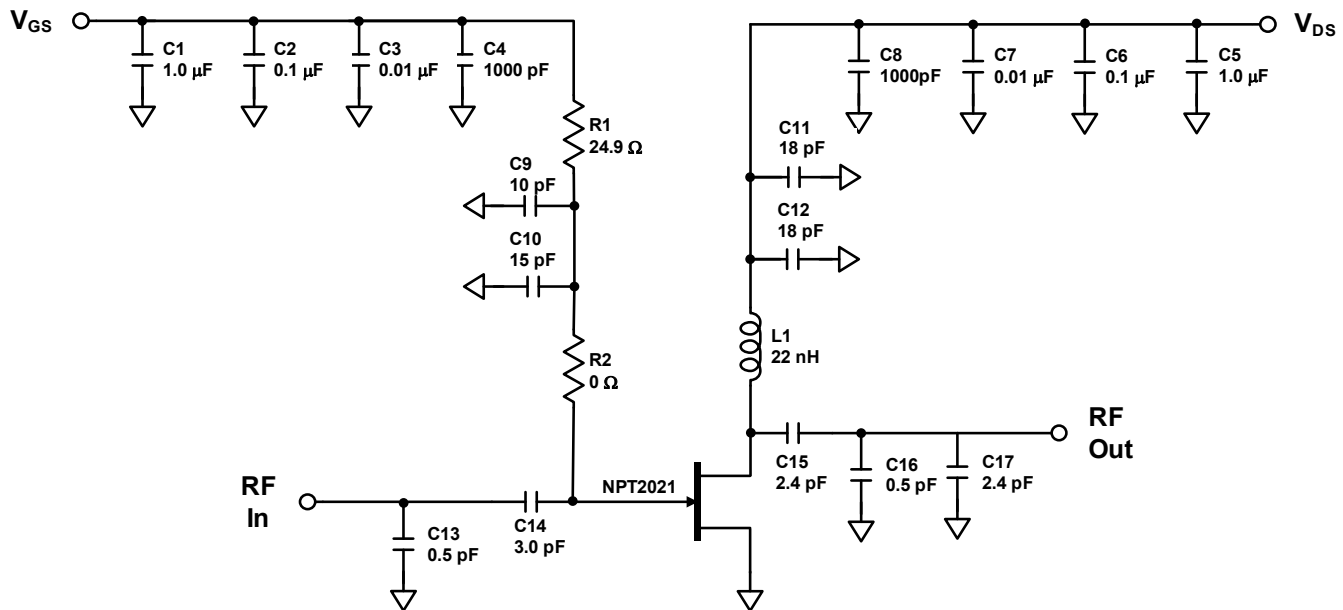 VGS
C1
1.0 µF
C2
0.1 µF
C3
0.01 µF
C4
1000 pF
VDS
C8
1000pF
C7
0.01 µF
C6
0.1 µF
C5
1.0 µF
R1
24.9 Ω
C9
10 pF
C10
15 pF
R2
0 Ω
C11
18 pF
C12
18 pF
L1
22 nH
RF
In
C13
0.5 pF
C14
3.0 pF
NPT2021
C15
2.4 pF
C16
0.5 pF
C17
2.4 pF
RF
Out